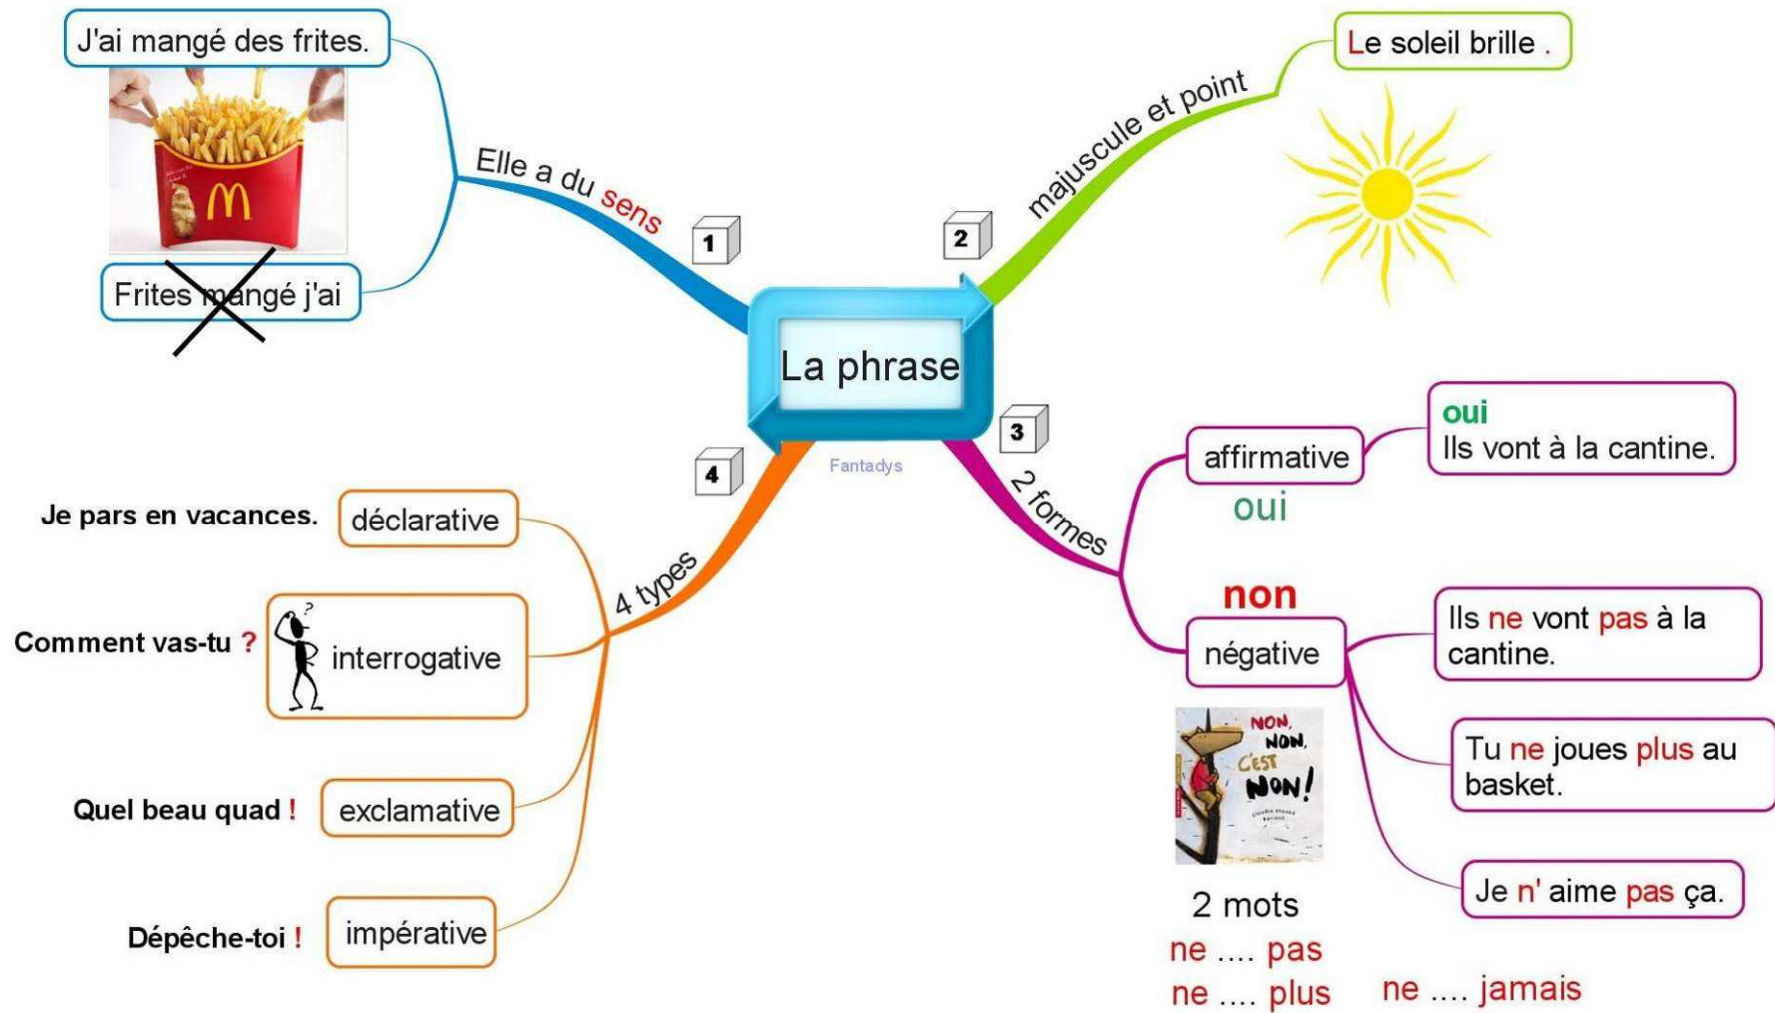 La phrase
Fantadys
1
Elle a du sens
J'ai mangé des frites.
M
Frites mangé j'ai
2
majuscule et point
Le soleil brille .
3
2 formes
affirmative
oui
oui
Ils vont à la cantine.
non
négative
Ils ne vont pas à la
cantine.
Tu ne joues plus au
basket.
Je n' aime pas ça.
NON,
NON,
C'EST
NON!
2 mots
ne .... pas
ne .... plus
ne .... jamais
4
4 types
Je pars en vacances.
déclarative
Comment vas-tu ?
?
interrogative
Quel beau quad !
exclamative
Dépêche-toi !
impérative